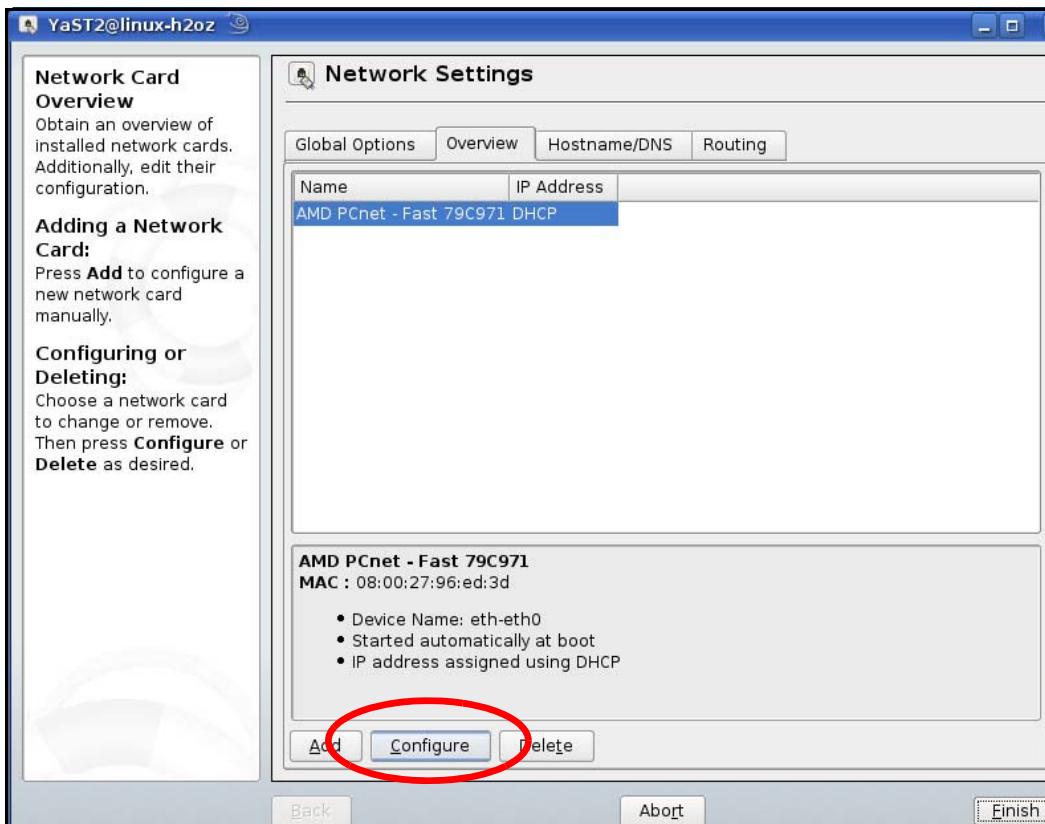 YaST2@linux-h2oz
Network Card
Overview
Obtain an overview of
installed network cards.
Additionally, edit their
configuration.
Adding a Network
Card:
Press Add to configure a
new network card
manually.
Configuring or
Deleting:
Choose a network card
to change or remove.
Then press Configure or
Delete as desired.
Network Settings
Global Options Overview Hostname/DNS Routing
Name IP Address
AMD PCnet - Fast 79C971 DHCP
AMD PCnet - Fast 79C971
MAC : 08:00:27:96:ed:3d
• Device Name: eth-eth0
• Started automatically at boot
• IP address assigned using DHCP
Add Configure Delete
Back Abort Finish